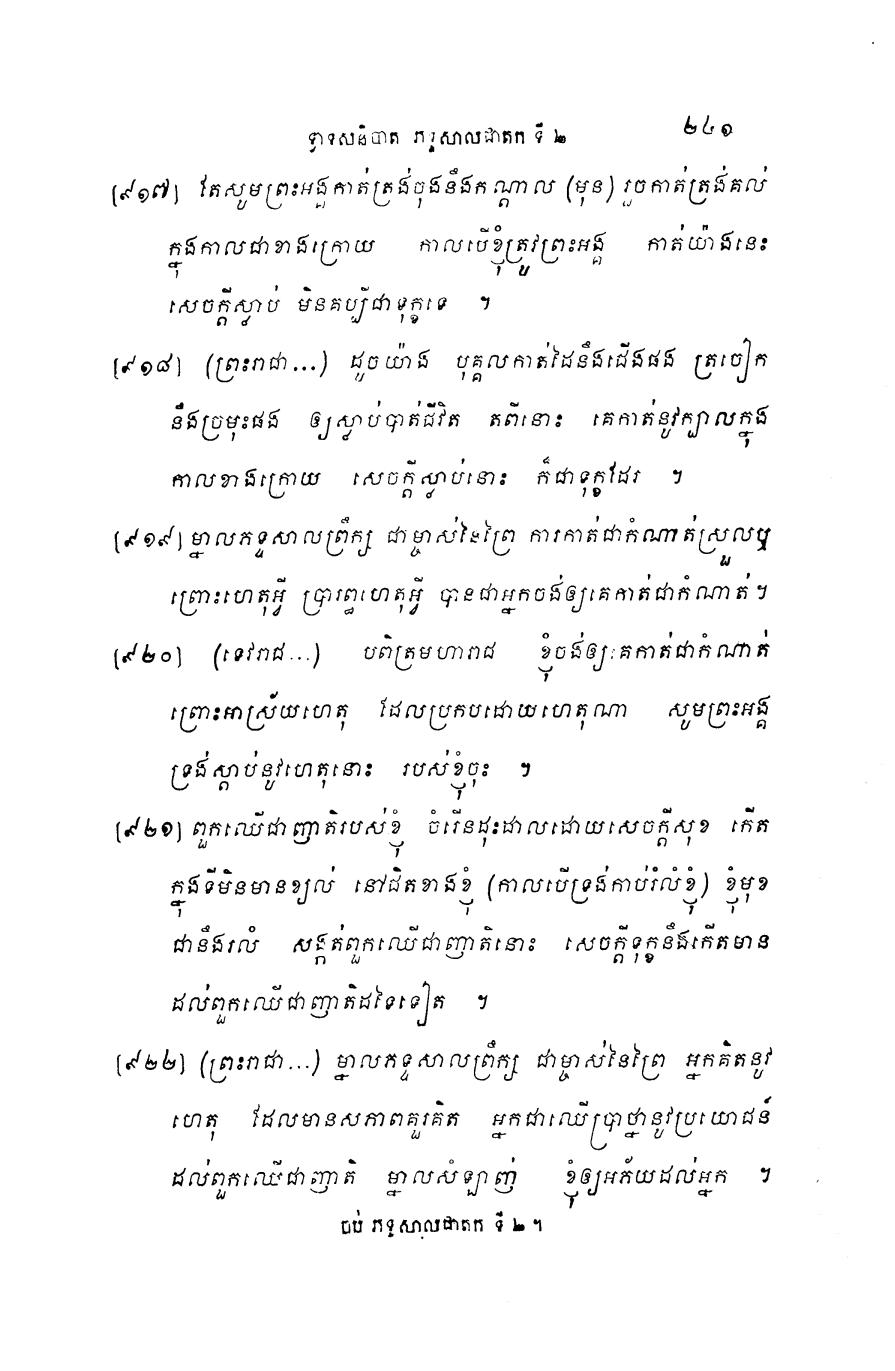 ទ្វាទសនិបាត ភទ្ទសាលជាតក ទី ២ ២៤១
[៩១៧] តែសូមព្រះអង្គកាត់ត្រង់ចុងនឹងកណ្តាល (មុន) រួចកាត់ត្រង់គល់
ក្នុងកាលជាខាងក្រោយ កាលបើខ្ញុំត្រូវព្រះអង្គ កាត់យ៉ាងនេះ
សេចក្តីស្លាប់ មិនគប្បីជាទុក្ខទេ ។
[៩១៨] (ព្រះរាជា...) ដូចយ៉ាង បុគ្គលកាត់ដៃនឹងជើងផង ត្រចៀក
នឹងច្រមុះផង ឲ្យស្លាប់បាត់ជីវិត តពីនោះ គេកាត់នូវក្បាលក្នុង
កាលខាងក្រោយ សេចក្តីស្លាប់នោះ ក៏ជាទុក្ខដែរ ។
[៩១៩] ម្នាលភទ្ទសាលព្រឹក្ស ជាម្ចាស់នៃព្រៃ ការកាត់ជាកំណាត់ស្រួលឬ
ព្រោះហេតុអ្វី ប្រារព្ធហេតុអ្វី បានជាអ្នកចង់ឲ្យគេកាត់ជាកំណាត់។
[៩២០] (ទេវរាជ...) បពិត្រមហារាជ ខ្ញុំចង់ឲ្យគេកាត់ជាកំណាត់
ព្រោះអាស្រ័យហេតុ ដែលប្រកបដោយហេតុណា សូមព្រះអង្គ
ទ្រង់ស្តាប់នូវហេតុនោះ របស់ខ្ញុំចុះ ។
[៩២១] ពួកឈើជាញាតិរបស់ខ្ញុំ ចំរើនដុះដាលដោយសេចក្តីសុខ កើត
ក្នុងទីមិនមានខ្យល់ នៅជិតខាងខ្ញុំ (កាលបើទ្រង់កាប់រំលំខ្ញុំ) ខ្ញុំមុខ
ជានឹងរលំ សង្កត់ពួកឈើជាញាតិនោះ សេចក្តីទុក្ខនឹងកើតមាន
ដល់ពួកឈើជាញាតិដទៃទៀត ។
[៩២២] (ព្រះរាជា...) ម្នាលភទ្ទសាលព្រឹក្ស ជាម្ចាស់នៃព្រៃ អ្នកគិតនូវ
ហេតុ ដែលមានសភាពគួរគិត អ្នកជាឈើប្រាថ្នានូវប្រយោជន៍
ដល់ពួកឈើជាញាតិ ម្នាលសំឡាញ់ ខ្ញុំឲ្យអភ័យដល់អ្នក ។
ចប់ ភទ្ទសាលជាតក ទី ២ ។